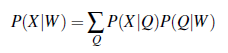 P(X|W) = ∑_Q P(X|Q)P(Q|W)